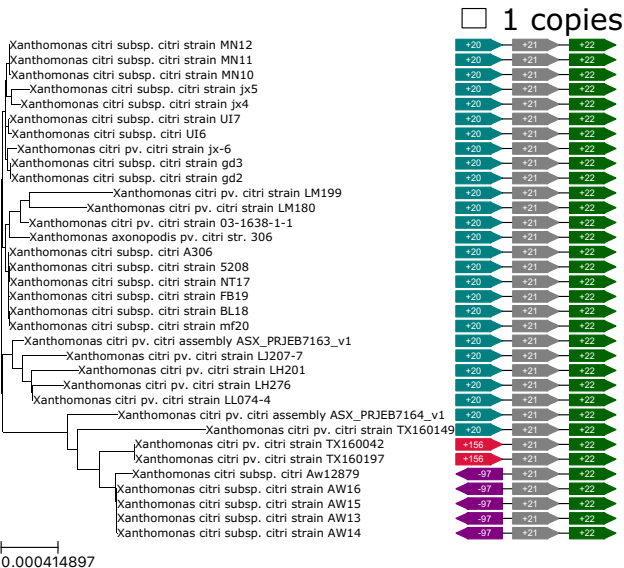 1 copies
Xanthomonas citri subsp. citri strain MN12 +20 +21 +22
Xanthomonas citri subsp. citri strain MN11 +20 +21 +22
Xanthomonas citri subsp. citri strain MN10 +20 +21 +22
Xanthomonas citri subsp. citri strain jx5 +20 +21 +22
Xanthomonas citri subsp. citri strain jx4 +20 +21 +22
Xanthomonas citri subsp. citri strain UI7 +20 +21 +22
Xanthomonas citri subsp. citri UI6 +20 +21 +22
Xanthomonas citri pv. citri strain jx-6 +20 +21 +22
Xanthomonas citri subsp. citri strain gd3 +20 +21 +22
Xanthomonas citri subsp. citri strain gd2 +20 +21 +22
Xanthomonas citri pv. citri strain LM199 +20 +21 +22
Xanthomonas citri pv. citri strain LM180 +20 +21 +22
Xanthomonas citri pv. citri strain 03-1638-1-1 +20 +21 +22
Xanthomonas axonopodis pv. citri str. 306 +20 +21 +22
Xanthomonas citri subsp. citri A306 +20 +21 +22
Xanthomonas citri subsp. citri strain 5208 +20 +21 +22
Xanthomonas citri subsp. citri strain NT17 +20 +21 +22
Xanthomonas citri subsp. citri strain FB19 +20 +21 +22
Xanthomonas citri subsp. citri strain BL18 +20 +21 +22
Xanthomonas citri subsp. citri strain mf20 +20 +21 +22
Xanthomonas citri pv. citri assembly ASX_PRJEB7163_v1 +20 +21 +22
Xanthomonas citri pv. citri strain LJ207-7 +20 +21 +22
Xanthomonas citri pv. citri strain LH201 +20 +21 +22
Xanthomonas citri pv. citri strain LH276 +20 +21 +22
Xanthomonas citri pv. citri strain LL074-4 +20 +21 +22
Xanthomonas citri pv. citri assembly ASX_PRJEB7164_v1 +20 +21 +22
Xanthomonas citri pv. citri strain TX160149 +20 +21 +22
Xanthomonas citri pv. citri strain TX160042 +156 +21 +22
Xanthomonas citri pv. citri strain TX160197 +156 +21 +22
Xanthomonas citri subsp. citri Aw12879 -97 +21 +22
Xanthomonas citri subsp. citri strain AW16 -97 +21 +22
Xanthomonas citri subsp. citri strain AW15 -97 +21 +22
Xanthomonas citri subsp. citri strain AW13 -97 +21 +22
Xanthomonas citri subsp. citri strain AW14 -97 +21 +22
0.000414897